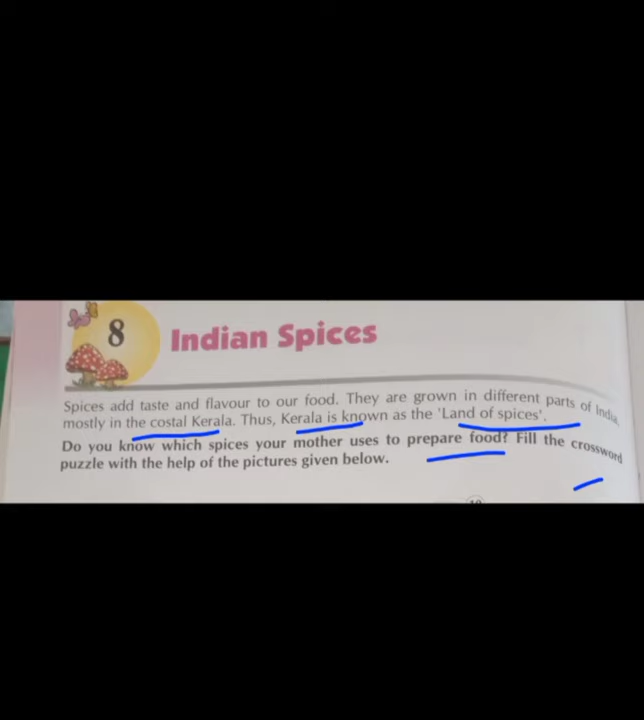 8
Indian Spices
Spices add taste and flavour to our food. They are grown in different parts of India,
mostly in the costal Kerala. Thus, Kerala is known as the 'Land of spices'.
Do you know which spices your mother uses to prepare food? Fill the crossword
puzzle with the help of the pictures given below.